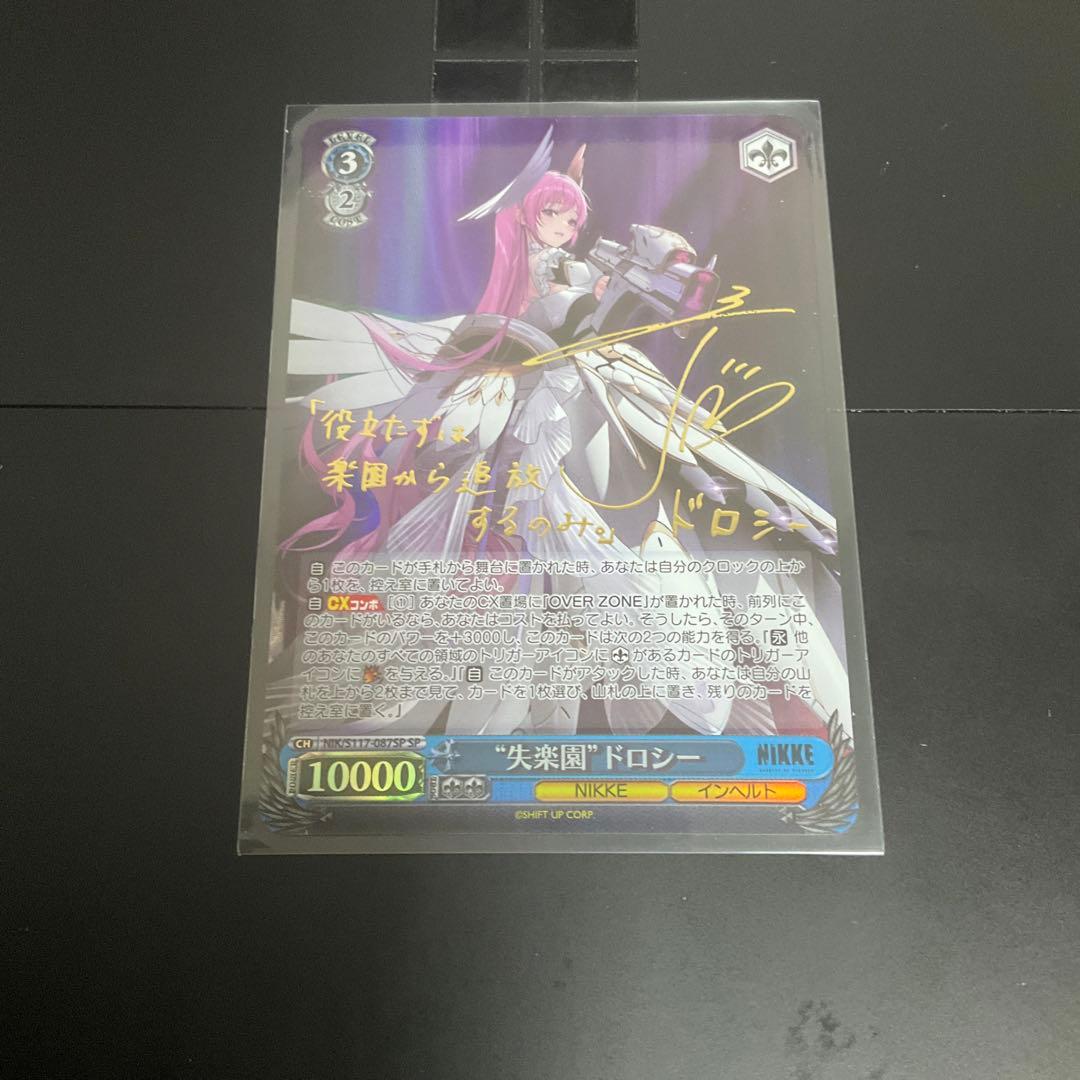 LEVEL
3
2
COST
「役立たずは
楽園から追放
するのみ。」 ドロシー
自 このカードが手札から舞台に置かれた時、あなたは自分のクロックの上か
ら1枚を、控え室に置いてよい。
自 CXコンボ [①] あなたのCX置場に「OVER ZONE」が置かれた時、前列にこ
のカードがいるなら、あなたはコストを払ってよい。そうしたら、そのターン中、
このカードのパワーを+3000し、このカードは次の2つの能力を得る。『永 他
のあなたのすべての領域のトリガーアイコンに があるカードのトリガーア
イコンに を与える。』『自 このカードがアタックした時、あなたは自分の山
札を上から2枚まで見て、カードを1枚選び、山札の上に置き、残りのカードを
控え室に置く。』
CH NIK/S117-087SP SP
"失楽園"ドロシー
NIKKE
POWER
10000
SOUL
NIKKE
インヘルト
©SHIFT UP CORP.